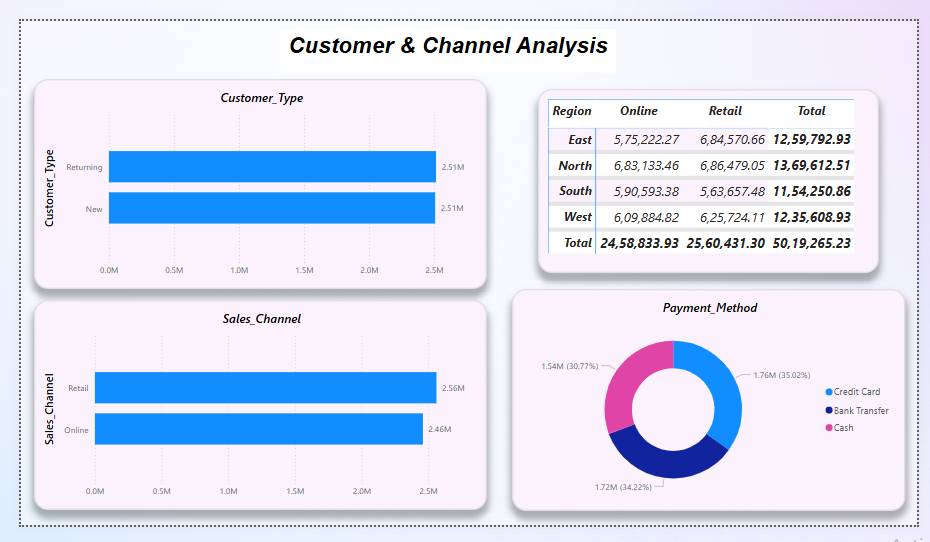 Customer & Channel Analysis
Customer_Type
Customer_Type
Returning
2.51M
New
2.51M
0.0M 0.5M 1.0M 1.5M 2.0M 2.5M
Region Online Retail Total
East 5,75,222.27 6,84,570.66 12,59,792.93
North 6,83,133.46 6,86,479.05 13,69,612.51
South 5,90,593.38 5,63,657.48 11,54,250.86
West 6,09,884.82 6,25,724.11 12,35,608.93
Total 24,58,833.93 25,60,431.30 50,19,265.23
Sales_Channel
Sales_Channel
Retail
2.56M
Online
2.46M
0.0M 0.5M 1.0M 1.5M 2.0M 2.5M
Payment_Method
1.54M (30.77%)
1.76M (35.02%)
1.72M (34.22%)
Credit Card
Bank Transfer
Cash